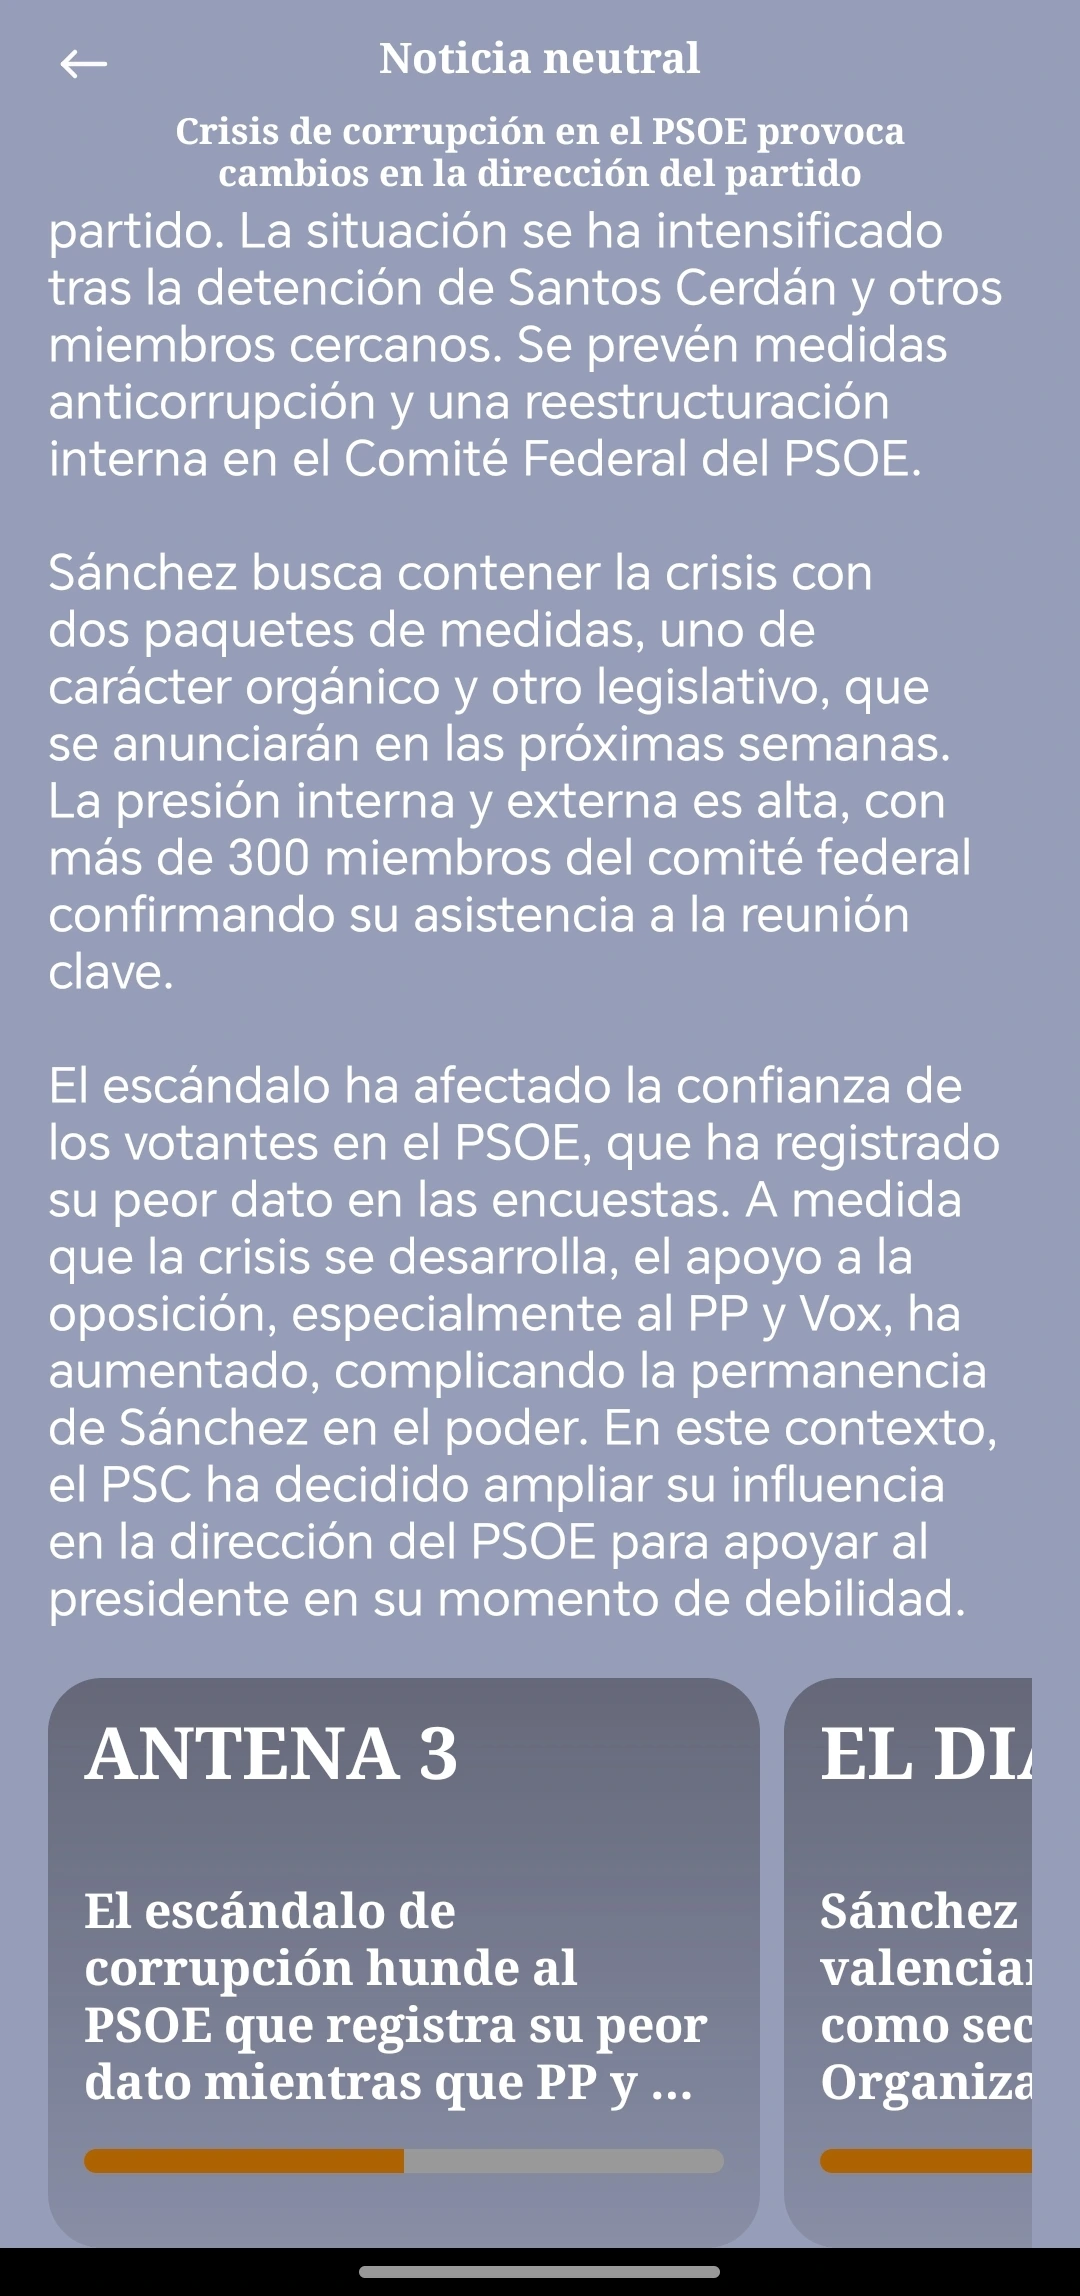 Noticia neutral
Crisis de corrupción en el PSOE provoca
cambios en la dirección del partido
partido. La situación se ha intensificado
tras la detención de Santos Cerdán y otros
miembros cercanos. Se prevén medidas
anticorrupción y una reestructuración
interna en el Comité Federal del PSOE.
Sánchez busca contener la crisis con
dos paquetes de medidas, uno de
carácter orgánico y otro legislativo, que
se anunciarán en las próximas semanas.
La presión interna y externa es alta, con
más de 300 miembros del comité federal
confirmando su asistencia a la reunión
clave.
El escándalo ha afectado la confianza de
los votantes en el PSOE, que ha registrado
su peor dato en las encuestas. A medida
que la crisis se desarrolla, el apoyo a la
oposición, especialmente al PP y Vox, ha
aumentado, complicando la permanencia
de Sánchez en el poder. En este contexto,
el PSC ha decidido ampliar su influencia
en la dirección del PSOE para apoyar al
presidente en su momento de debilidad.
ANTENA 3
El escándalo de
corrupción hunde al
PSOE que registra su peor
dato mientras que PP y ...
EL
Sánchez
como